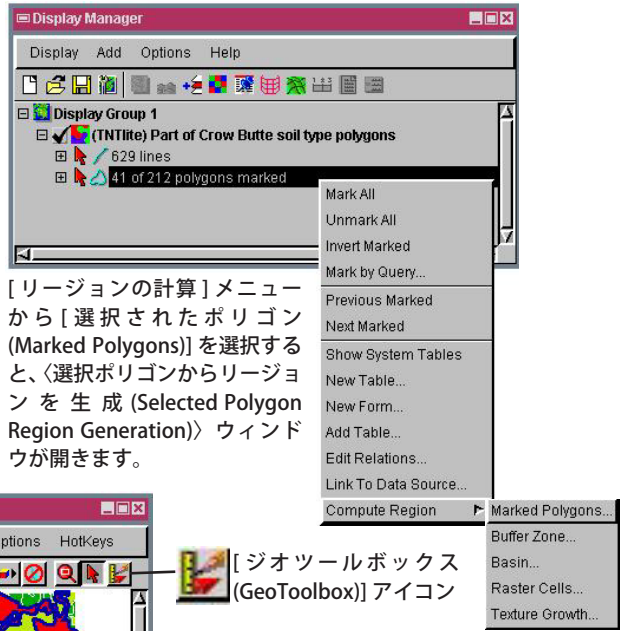 Display Manager
Display Add Options Help
Display Group 1
(TNTlite) Part of Crow Butte soil type polygons
629 lines
41 of 212 polygons marked
Mark All
Unmark All
Invert Marked
Mark by Query...
Previous Marked
Next Marked
Show System Tables
New Table...
New Form...
Add Table...
Edit Relations...
Link To Data Source...
Compute Region
Marked Polygons...
Buffer Zone...
Basin...
Raster Cells...
Texture Growth...
[リージョンの計算]メニュー
から[選択されたポリゴン
(Marked Polygons)]を選択する
と、〈選択ポリゴンからリージョ
ンを生成(Selected Polygon
Region Generation)〉ウィンド
ウが開きます。
ptions HotKeys
[ジオツールボックス
(GeoToolbox)]アイコン